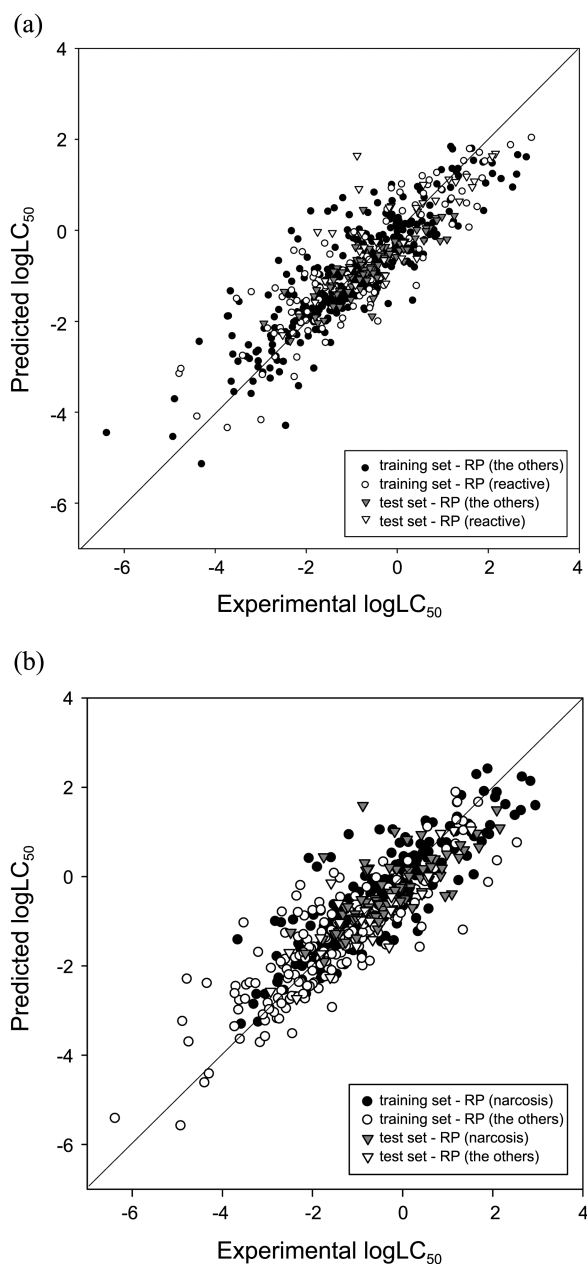 (a)
4
2
0
-2
-4
-6
Predicted logLC50
training set - RP (the others)
training set - RP (reactive)
test set - RP (the others)
test set - RP (reactive)
-6 -4 -2 0 2 4
Experimental logLC50
(b)
4
2
0
-2
-4
-6
Predicted logLC50
training set - RP (narcosis)
training set - RP (the others)
test set - RP (narcosis)
test set - RP (the others)
-6 -4 -2 0 2 4
Experimental logLC50